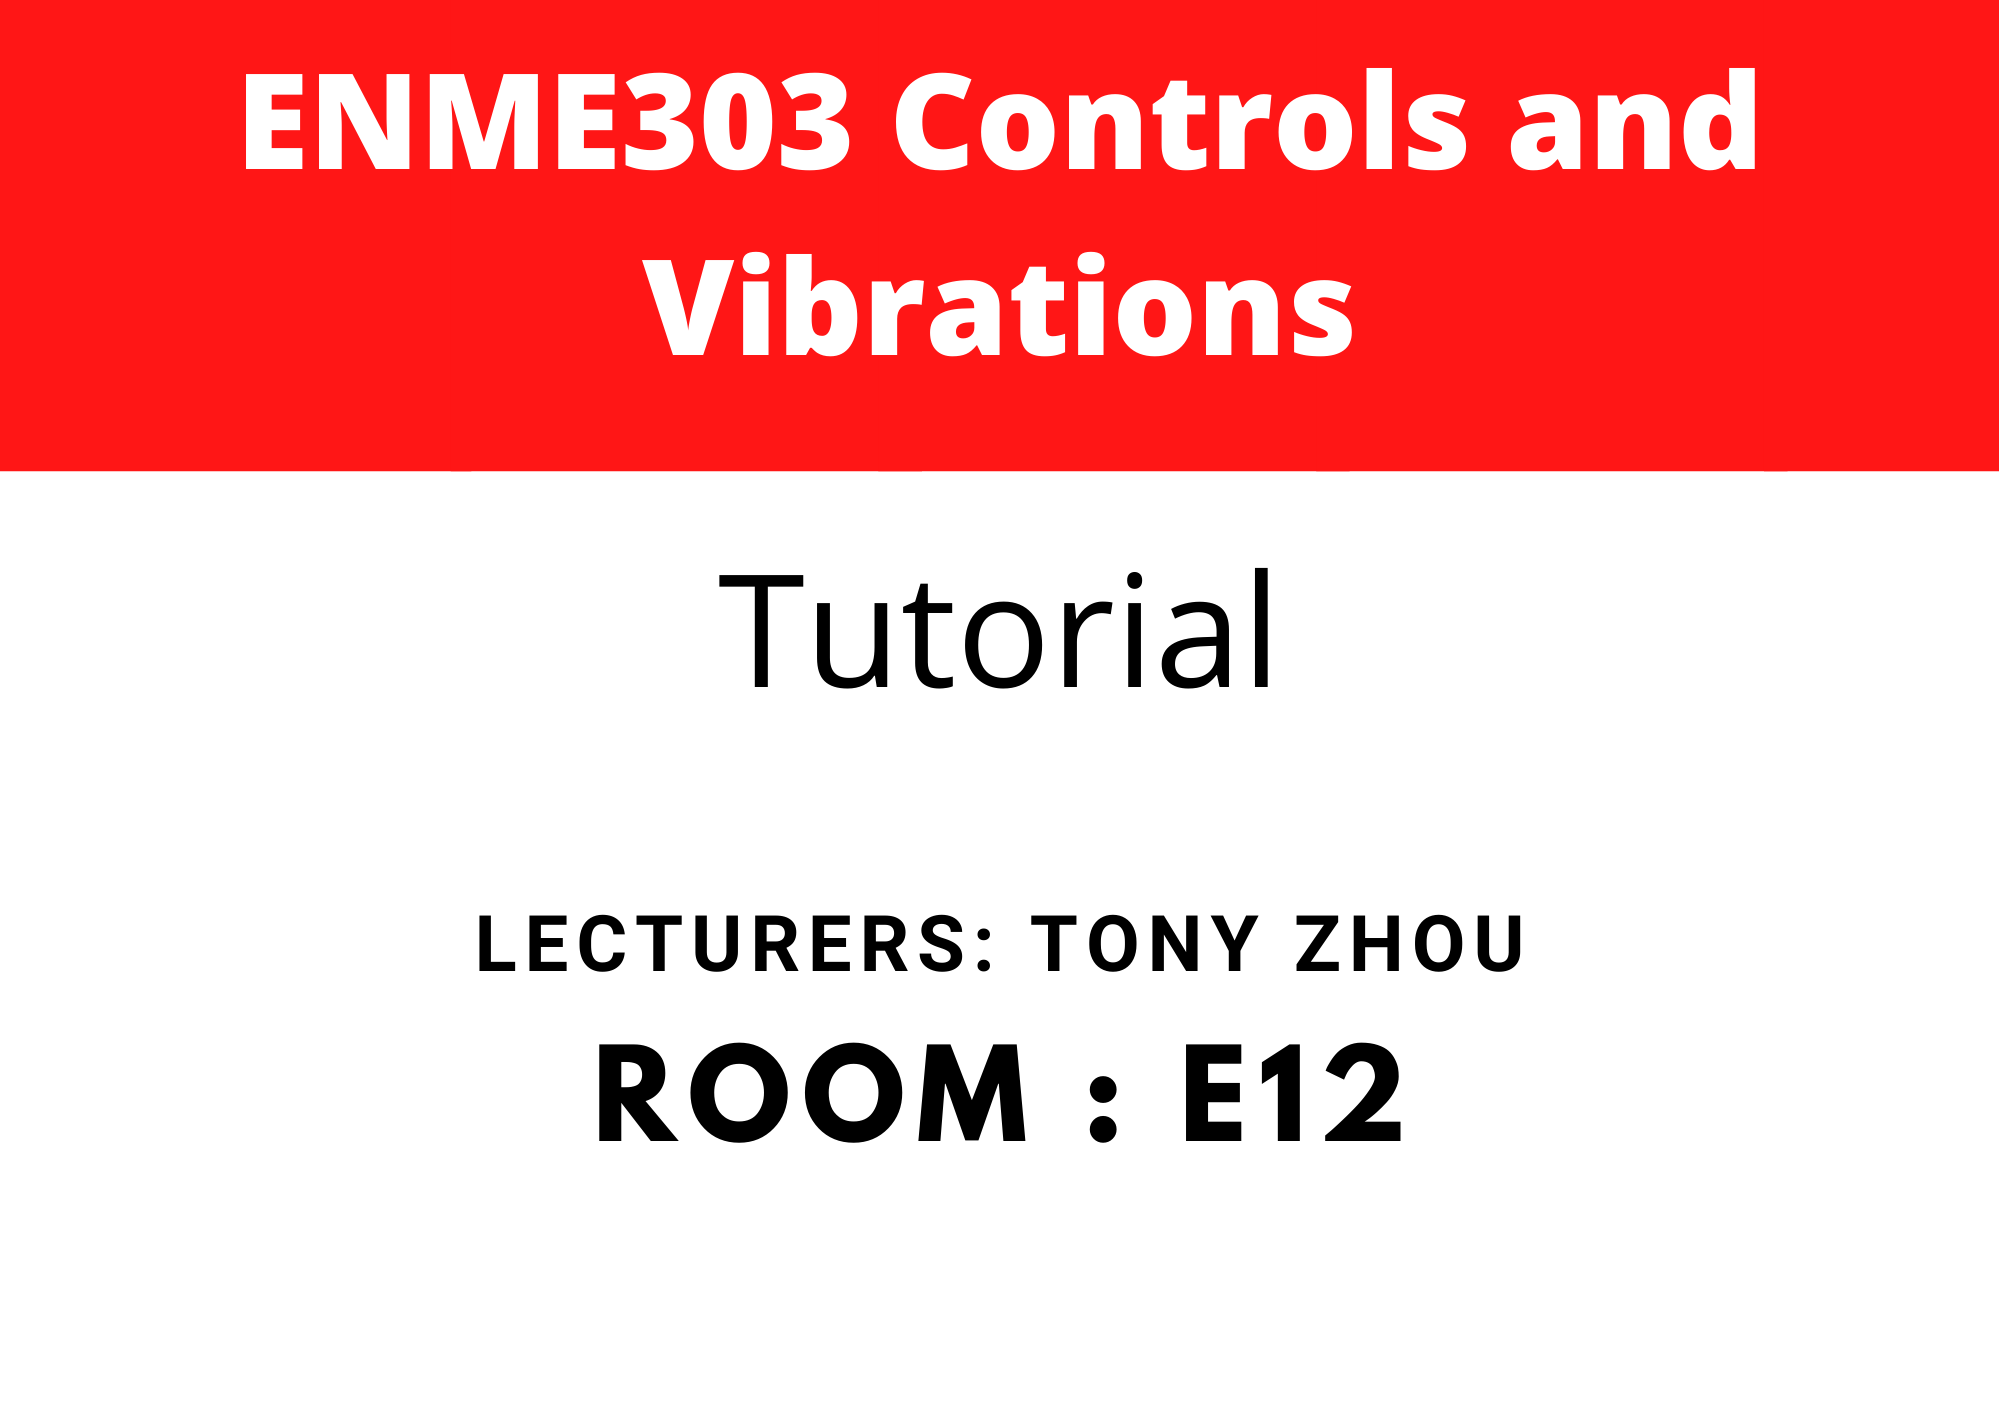 ENME303 Controls and
Vibrations
Tutorial
LECTURERS: TONY ZHOU
ROOM : E12